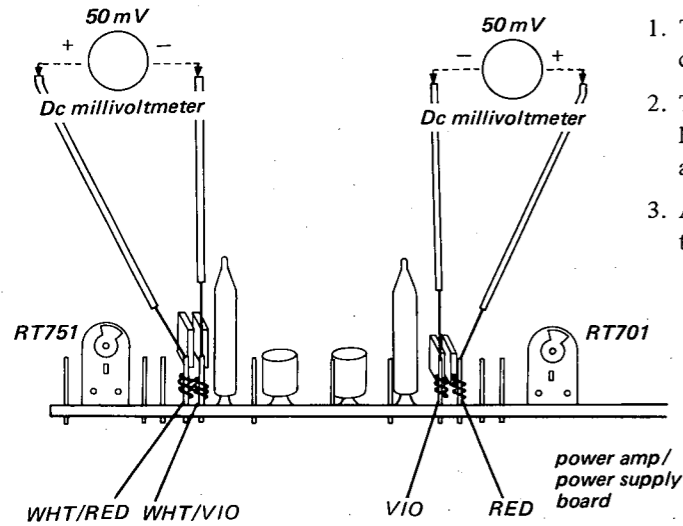 50 mV
+ −
Dc millivoltmeter
50 mV
− +
Dc millivoltmeter
RT751
RT701
WHT/RED WHT/VIO
VIO
RED
power amp/
power supply
board
1.
2.
3.